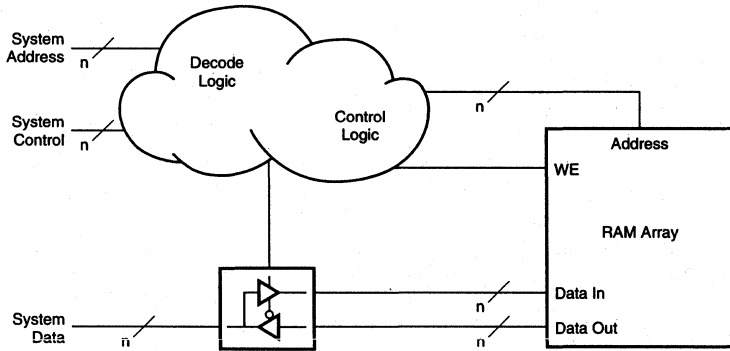 System
Address
n
Decode
Logic
System
Control
n
Control
Logic
n
Address
WE
RAM Array
n
Data In
System
Data
n
n
Data Out